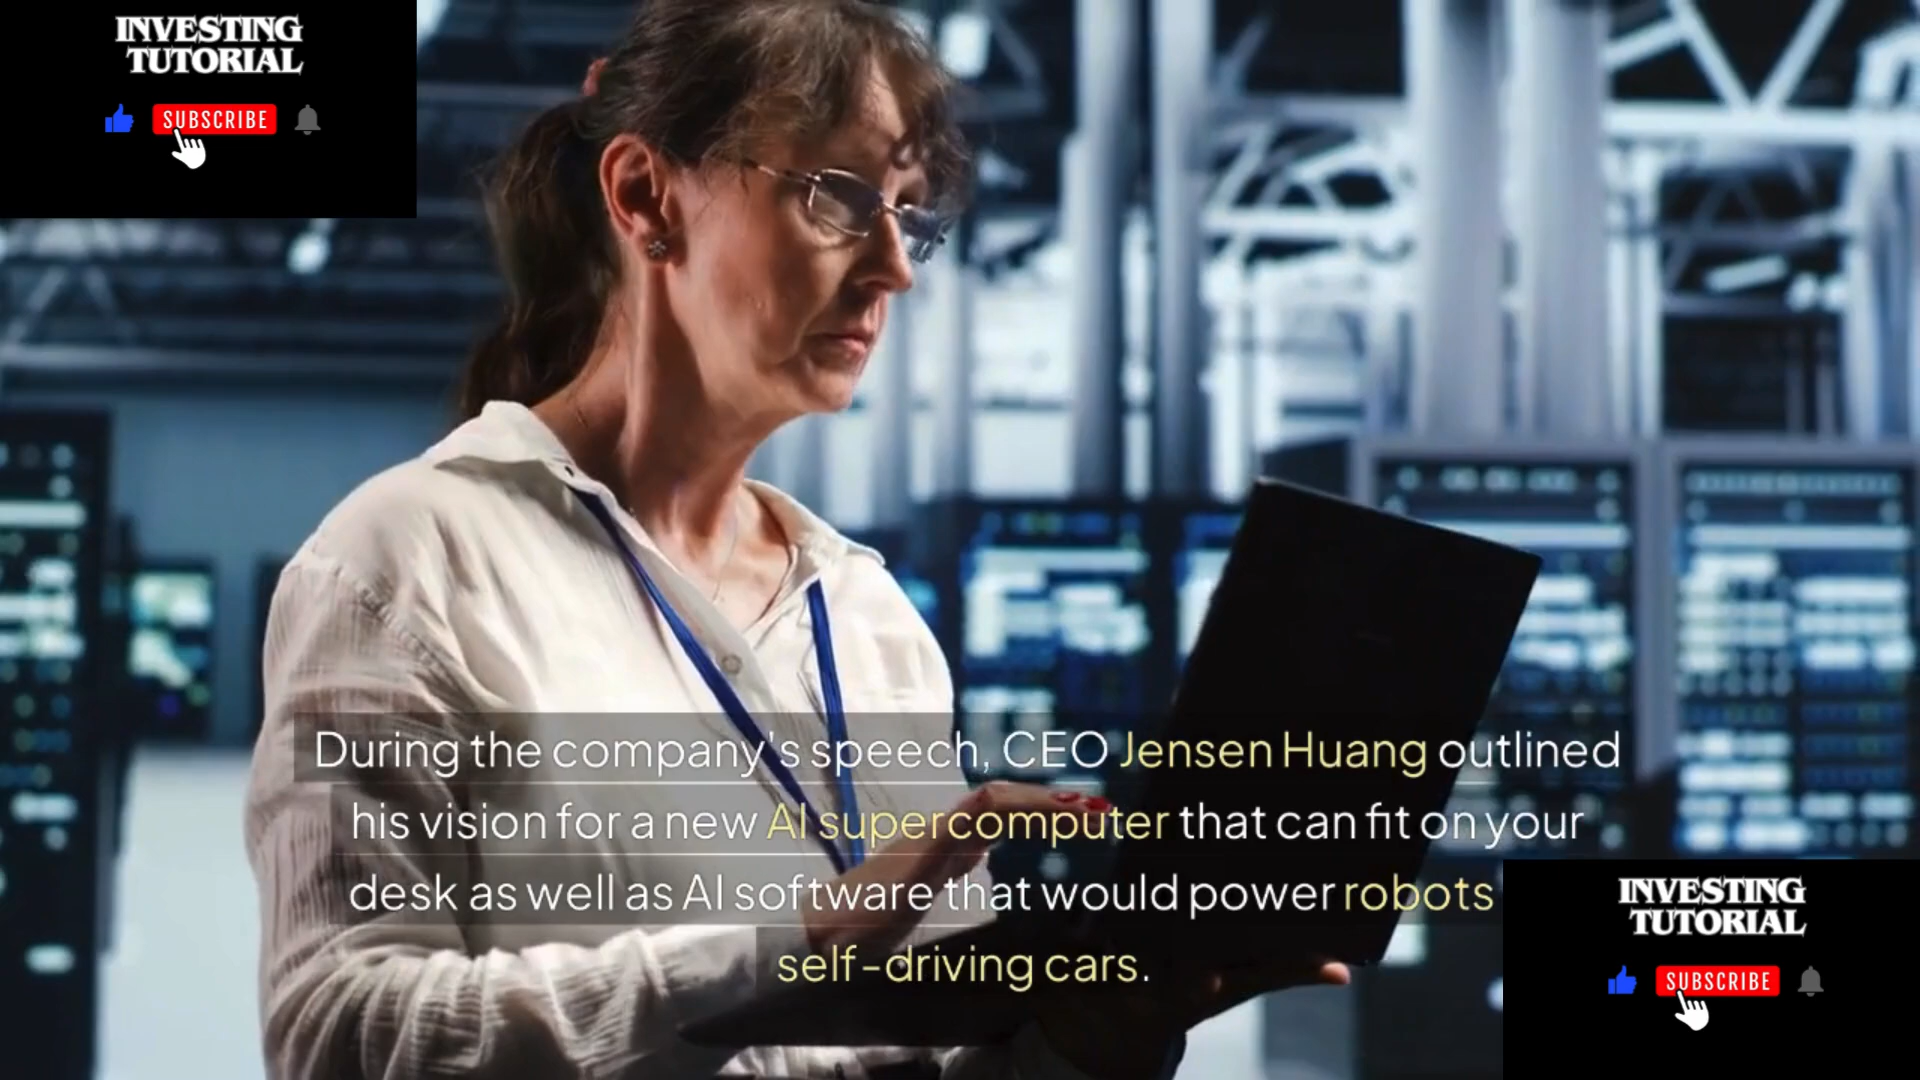 INVESTING
TUTORIAL
SUBSCRIBE
During the company's speech, CEO Jensen Huang outlined
his vision for a new AI supercomputer that can fit on your
desk as well as AI software that would power robots
self-driving cars.
INVESTING
TUTORIAL
SUBSCRIBE